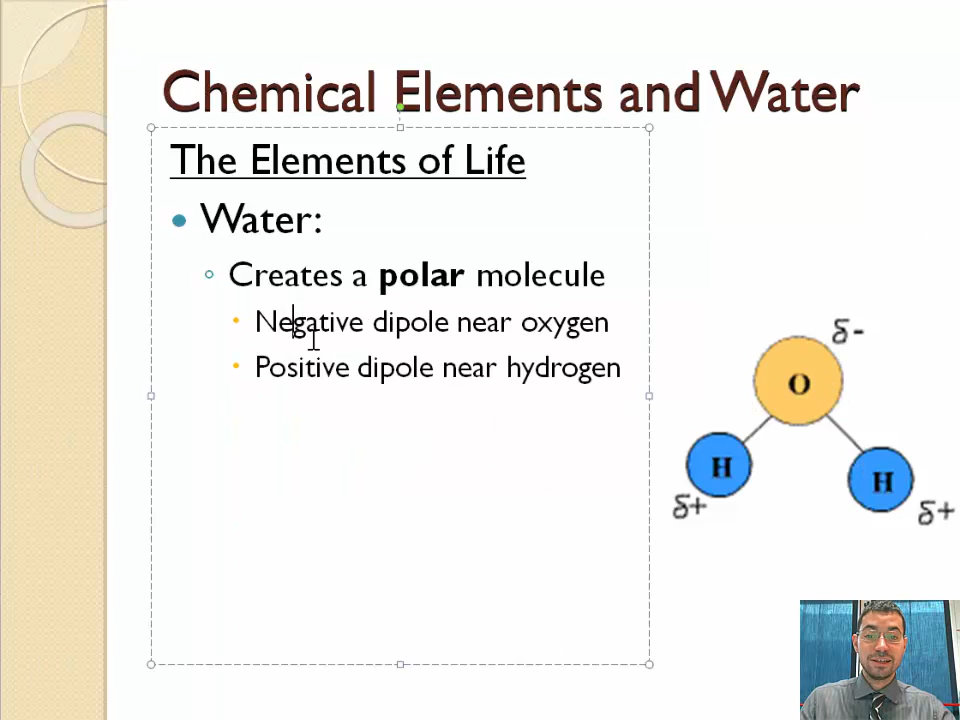 Chemical Elements and Water
The Elements of Life
Water:
Creates a polar molecule
Negative dipole near oxygen
Positive dipole near hydrogen
δ-
O
H
H
δ+
δ+